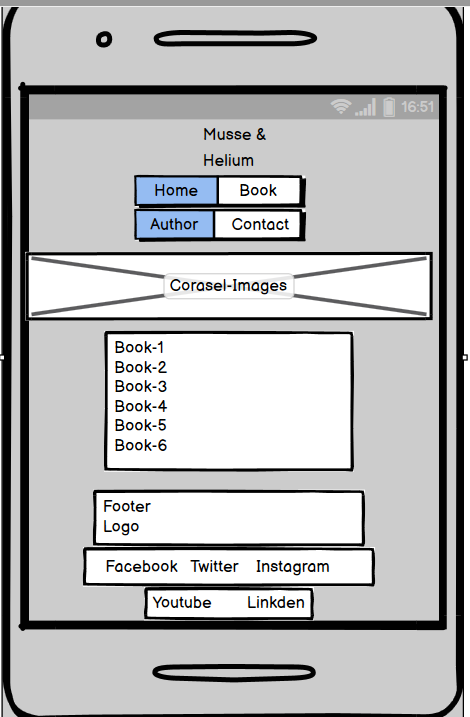 16:51
Musse &
Helium
Home Book
Author Contact
Corasel-Images
Book-1
Book-2
Book-3
Book-4
Book-5
Book-6
Footer
Logo
Facebook Twitter Instagram
Youtube Linkden